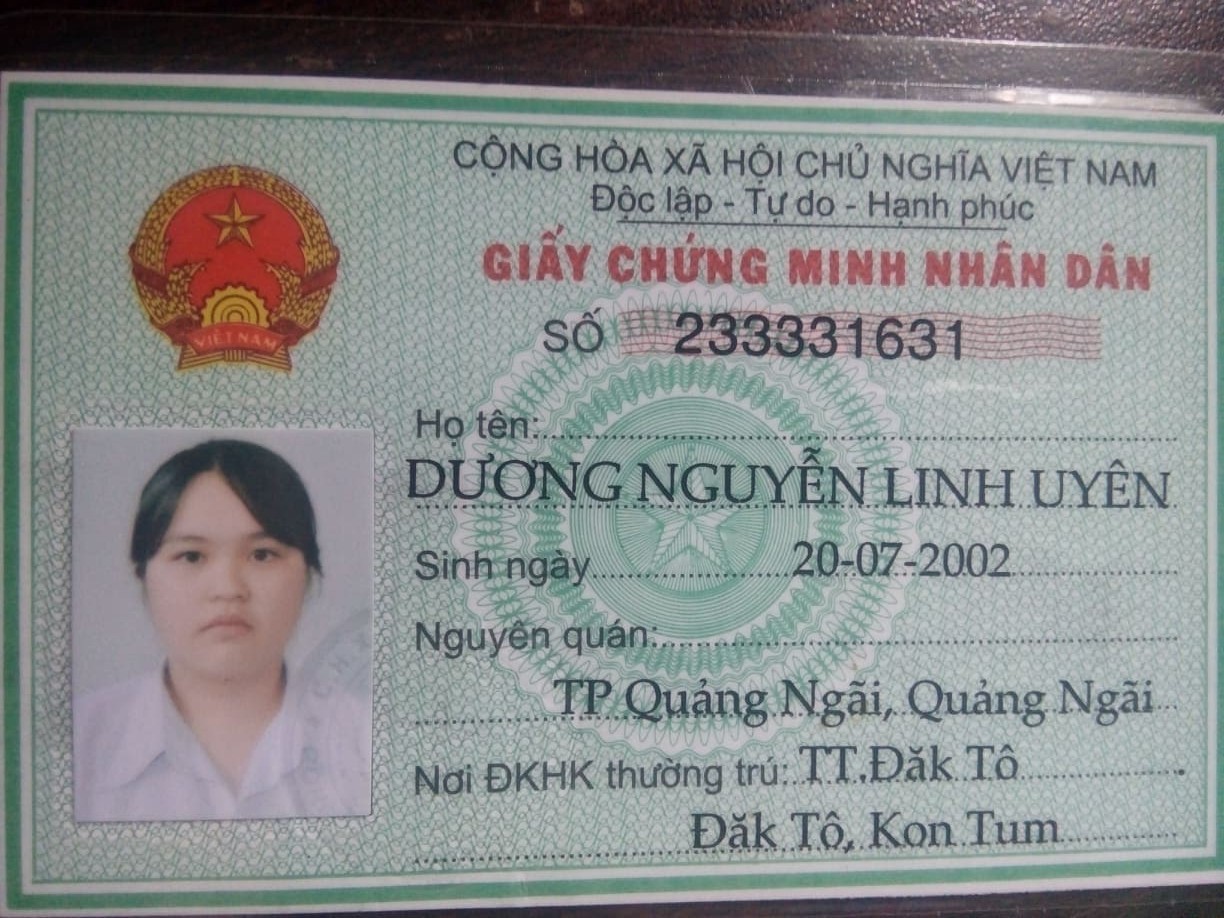 CỘNG HÒA XÃ HỘI CHỦ NGHĨA VIỆT NAM
Độc lập - Tự do - Hạnh phúc
GIẤY CHỨNG MINH NHÂN DÂN
SỐ 233331631
VIỆT NAM
Họ tên:
DƯƠNG NGUYỄN LINH UYÊN
Sinh ngày 20-07-2002
Nguyên quán:
TP Quảng Ngãi, Quảng Ngãi
Nơi ĐKHK thường trú: TT.Đăk Tô
Đăk Tô, Kon Tum